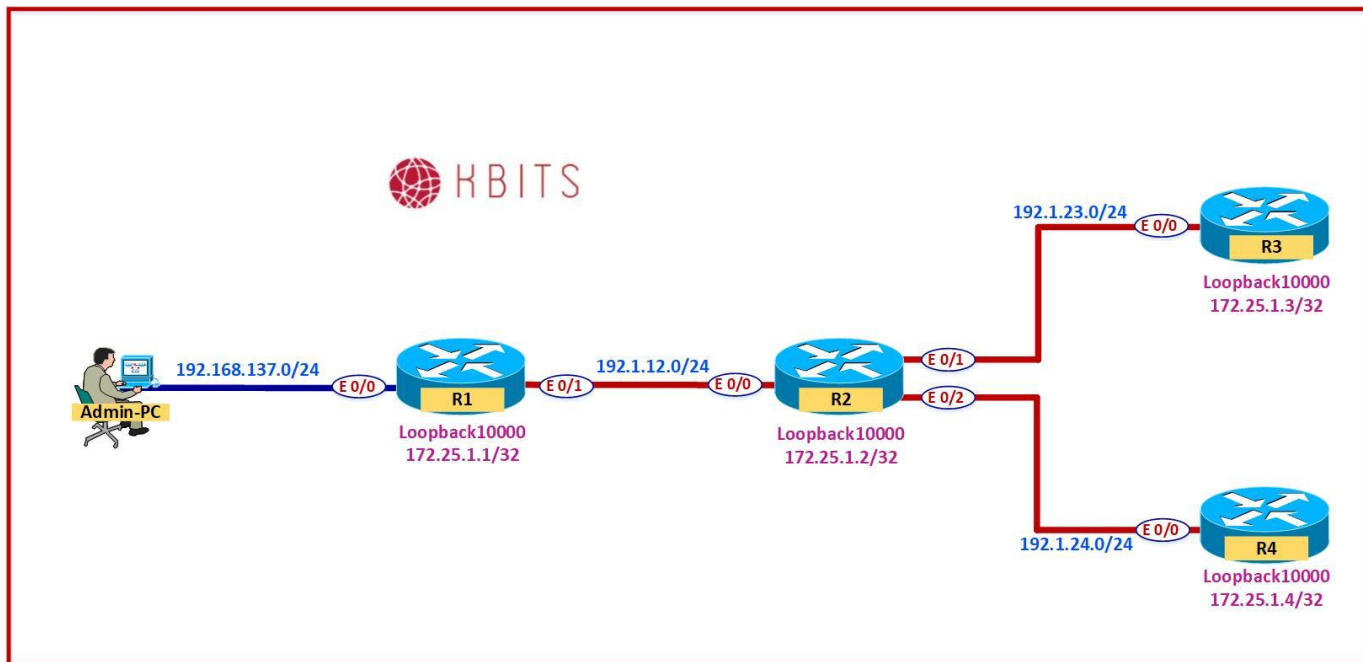 KBITS
192.1.23.0/24
E 0/0
R3
Loopback10000
172.25.1.3/32
Admin-PC
192.168.137.0/24
E 0/0
R1
Loopback10000
172.25.1.1/32
E 0/1
192.1.12.0/24
E 0/0
R2
Loopback10000
172.25.1.2/32
E 0/1
E 0/2
192.1.24.0/24
E 0/0
R4
Loopback10000
172.25.1.4/32